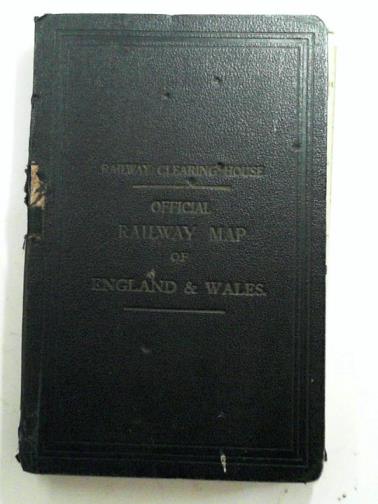 RAILWAY CLEARING HOUSE
OFFICIAL
RAILWAY MAP
OF
ENGLAND & WALES.